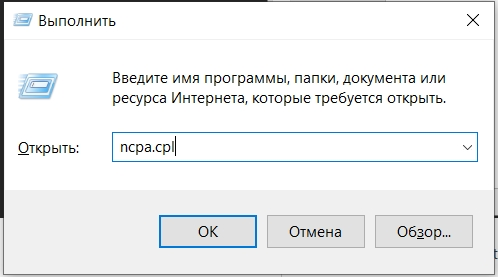 Выполнить
Введите имя программы, папки, документа или
ресурса Интернета, которые требуется открыть.
Открыть: ncpa.cpl
OK Отмена Обзор...